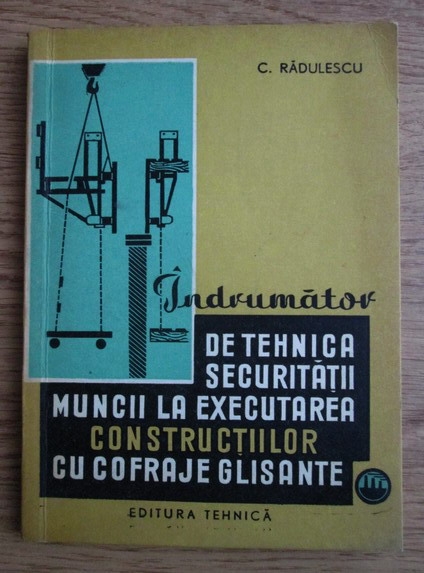 C. RĂDULESCU
Îndrumător
DE TEHNICA
SECURITĂȚII
MUNCII LA EXECUTAREA
CONSTRUCȚIILOR
CU COFRAJE GLISANTE
EDITURA TEHNICĂ